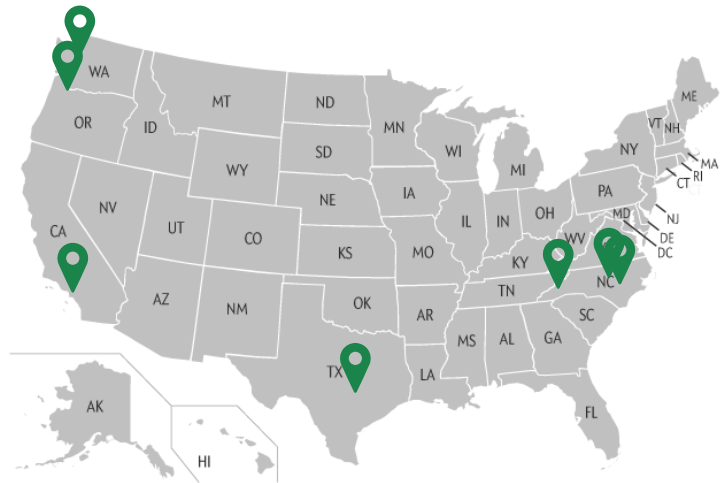 WA
MT
ND
MN
ME
VT
NH
OR
ID
SD
WI
NY
MA
WY
MI
RI
CT
NE
IA
PA
NJ
NV
UT
CO
IL
IN
OH
MD
DE
CA
KS
MO
WV
DC
KY
AZ
NM
OK
TN
NC
AR
SC
MS
AL
GA
TX
LA
AK
FL
HI